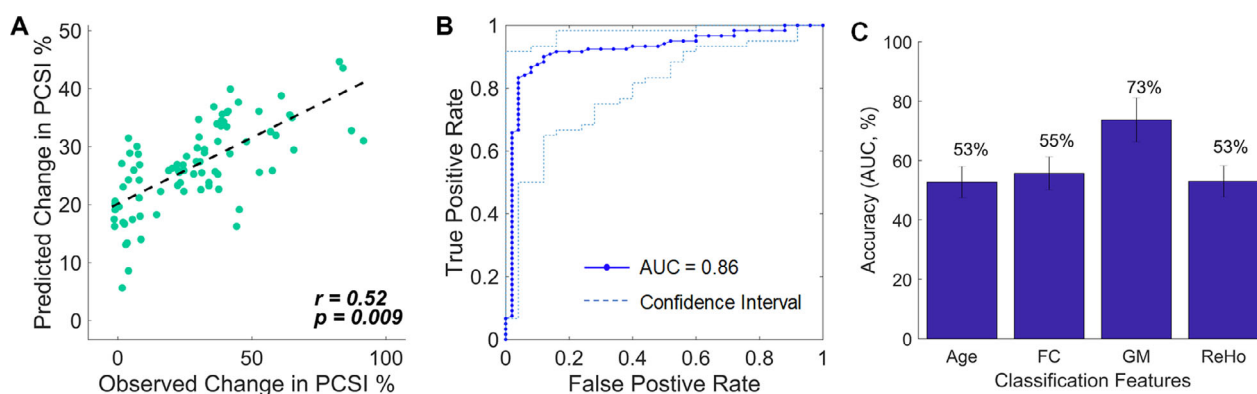 A
Predicted Change in PCSI %
50
40
30
20
10
0
r = 0.52
p = 0.009
0
50
100
Observed Change in PCSI %
B
True Positive Rate
1
0.8
0.6
0.4
0.2
0
AUC = 0.86
Confidence Interval
0
0.2
0.4
0.6
0.8
1
False Postive Rate
C
Accuracy (AUC, %)
100
80
60
40
20
0
53%
55%
73%
53%
Age
FC
GM
ReHo
Classification Features